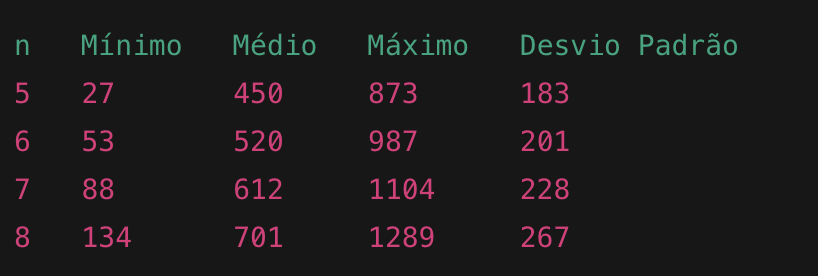 n Mínimo Médio Máximo Desvio Padrão
5 27 450 873 183
6 53 520 987 201
7 88 612 1104 228
8 134 701 1289 267